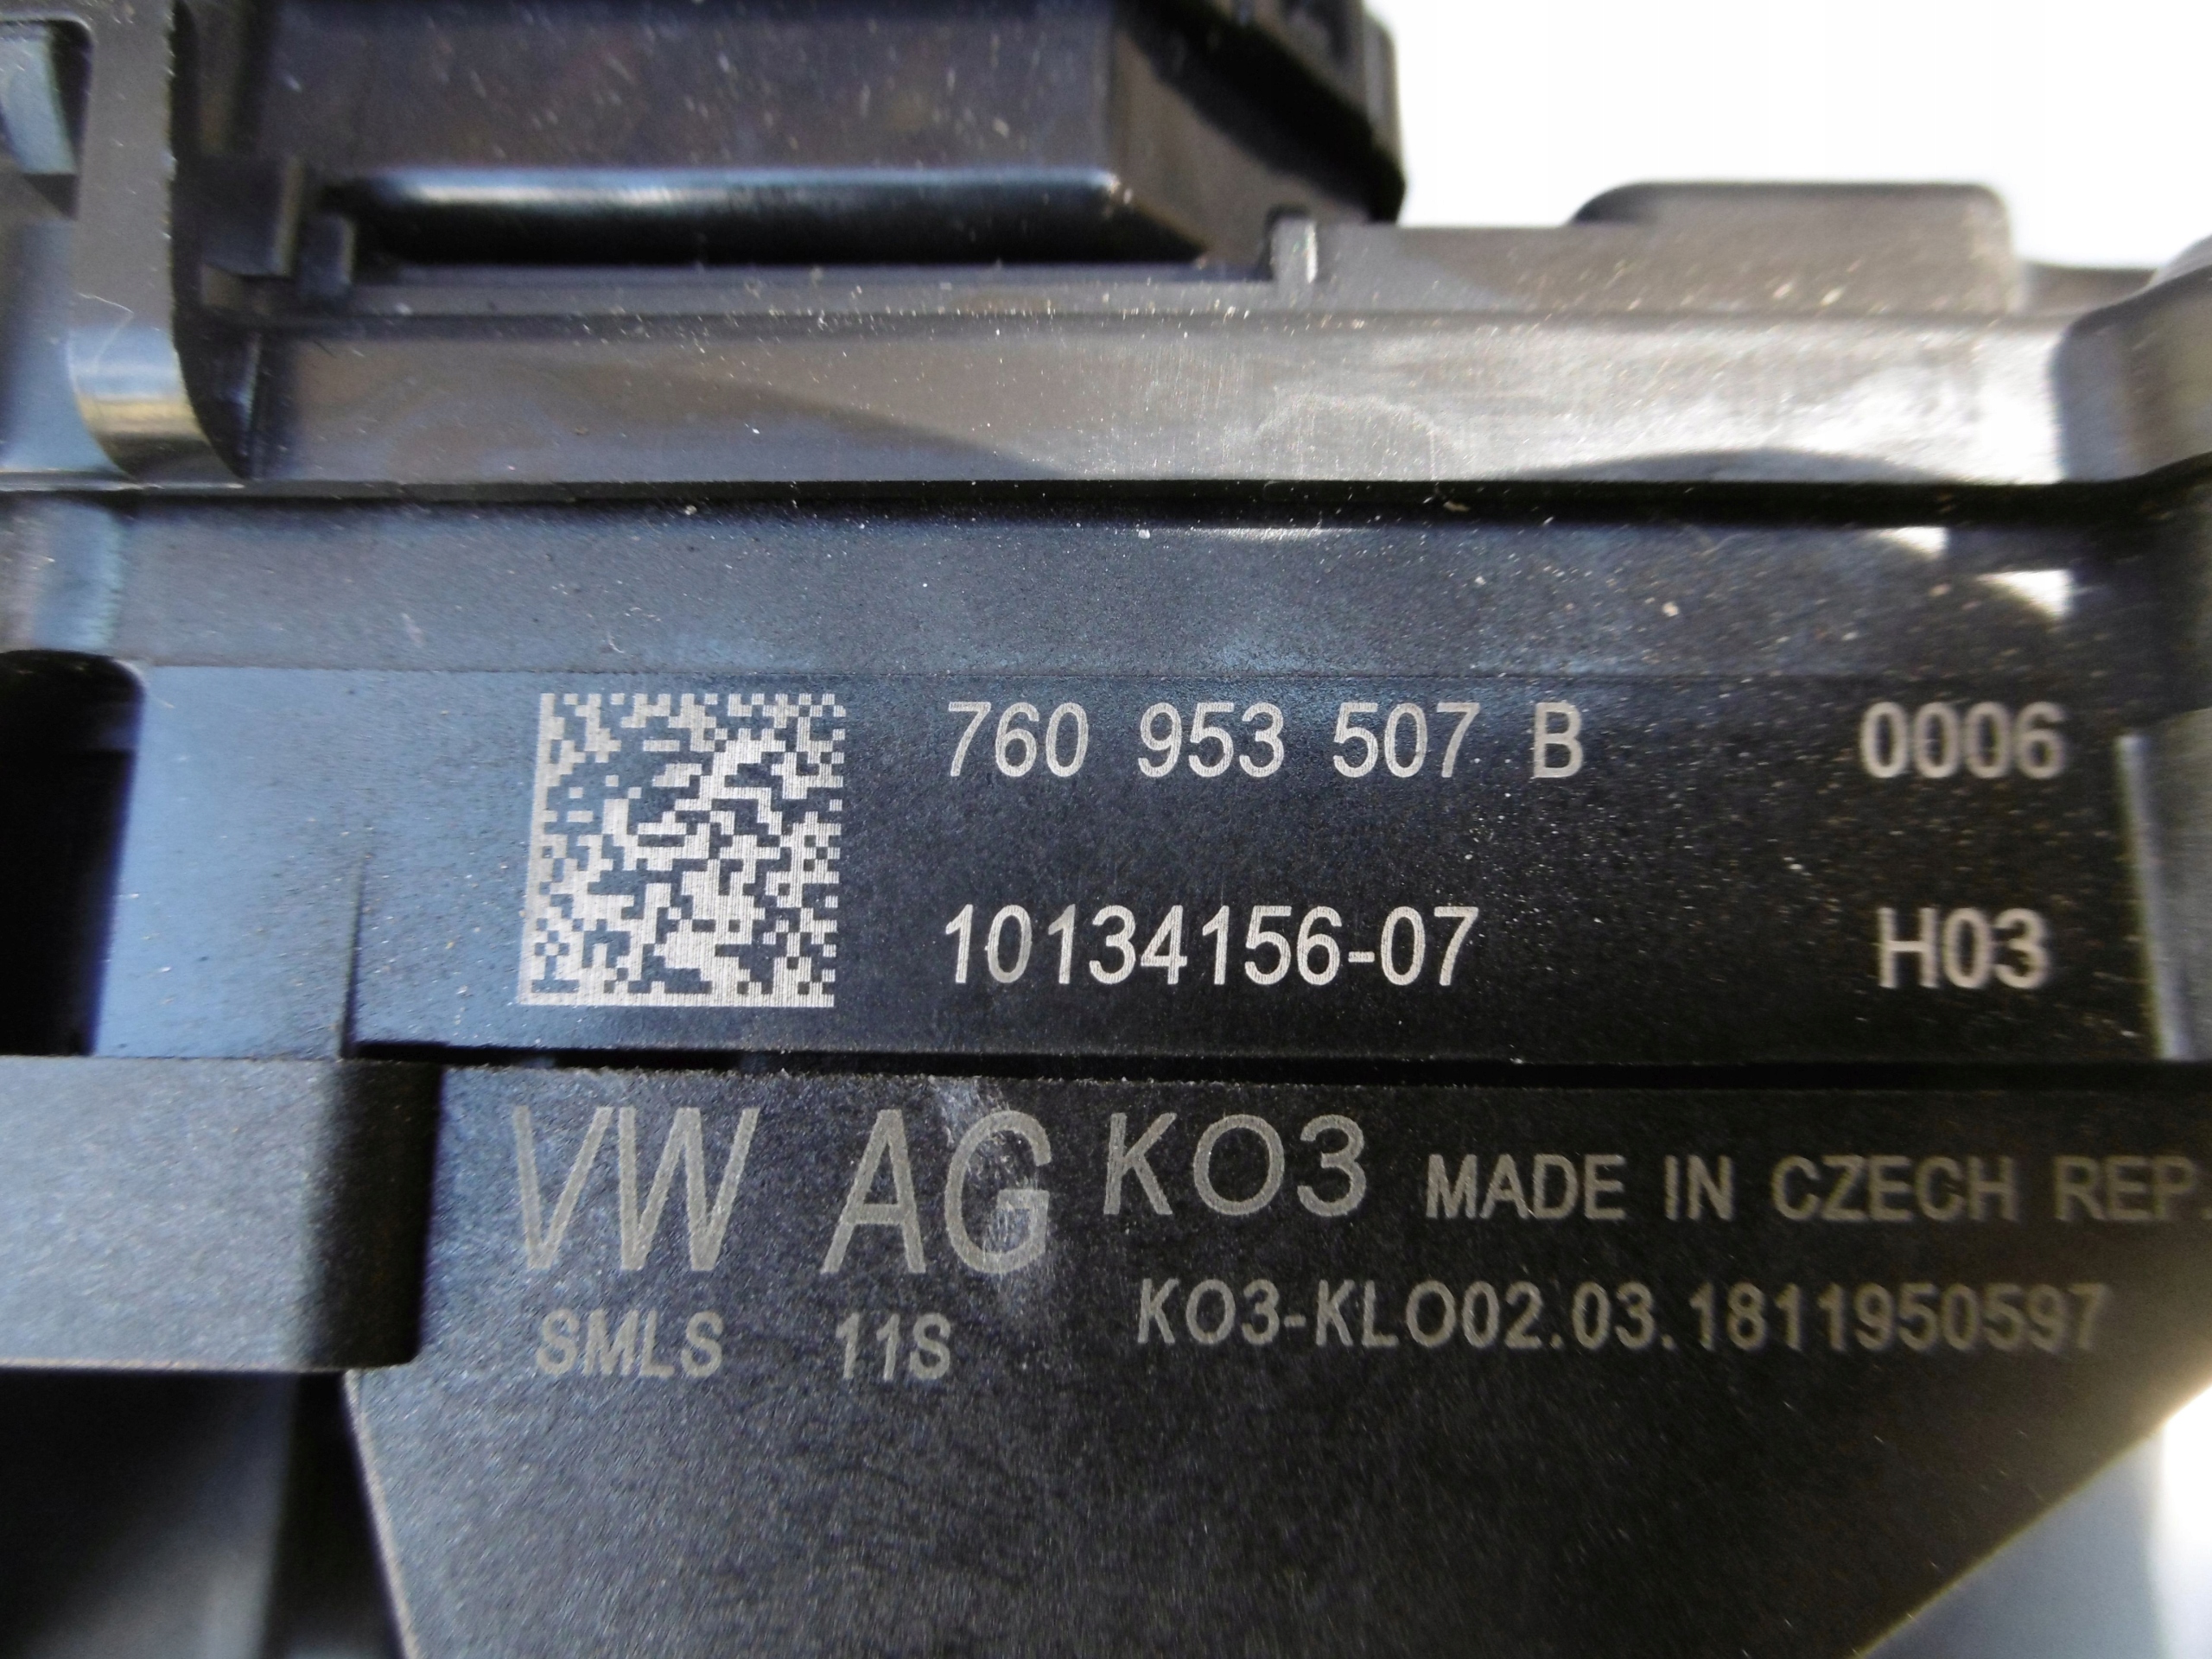 760 953 507 B 0006
10134156-07 H03
VW AG KO3 MADE IN CZECH REP.
SMLS 11S KO3-KLO02.03.1811950597